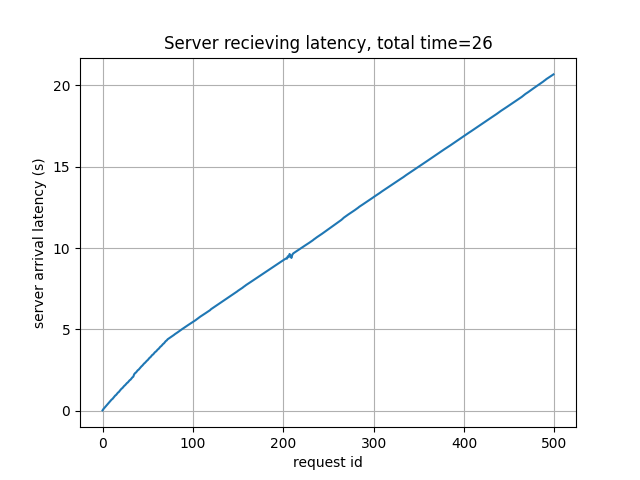 Server recieving latency, total time=26
server arrival latency (s)
20
15
10
5
0
0 100 200 300 400 500
request id